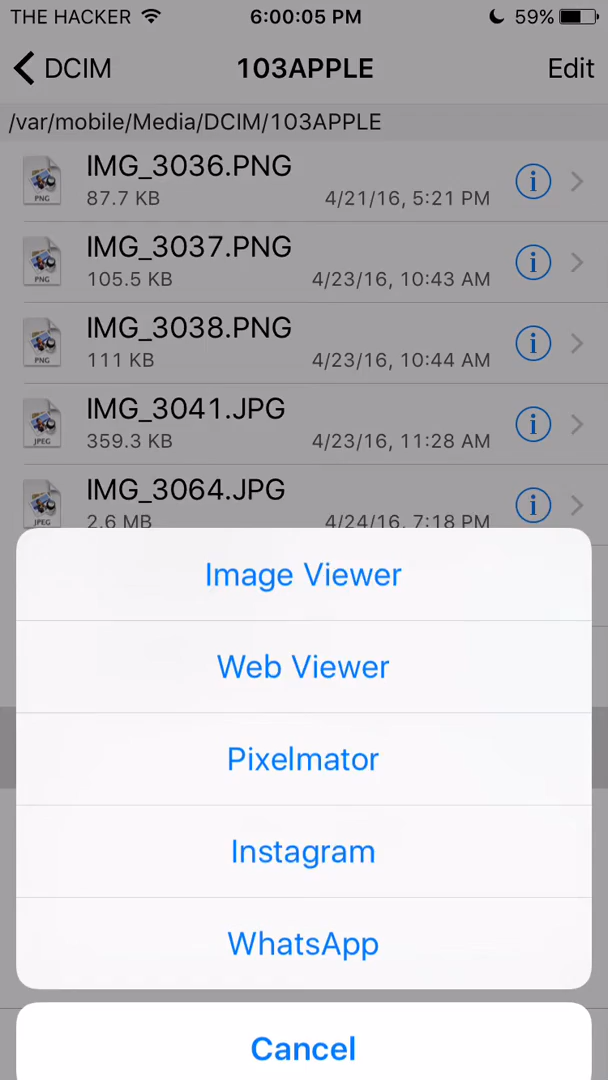 THE HACKER 6:00:05 PM 59%
DCIM 103APPLE Edit
/var/mobile/Media/DCIM/103APPLE
IMG_3036.PNG
PNG 87.7 KB 4/21/16, 5:21 PM
IMG_3037.PNG
PNG 105.5 KB 4/23/16, 10:43 AM
IMG_3038.PNG
PNG 111 KB 4/23/16, 10:44 AM
IMG_3041.JPG
JPEG 359.3 KB 4/23/16, 11:28 AM
IMG_3064.JPG
JPEG 2.6 MB 4/24/16, 7:18 PM
Image Viewer
Web Viewer
Pixelmator
Instagram
WhatsApp
Cancel